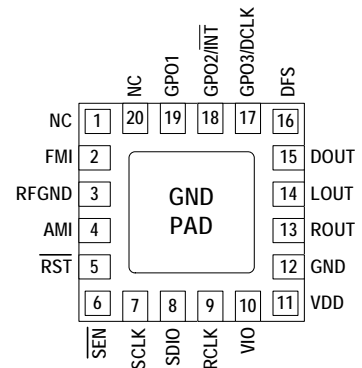 NC
GPO1
GPO2/INT
GPO3/DCLK
DFS
20
19
18
17
16
NC 1
FMI 2
RFGND 3
AMI 4
RST 5
SEN 6
GND
PAD
15 DOUT
14 LOUT
13 ROUT
12 GND
11 VDD
7
8
9
10
SCLK
SDIO
RCLK
VIO